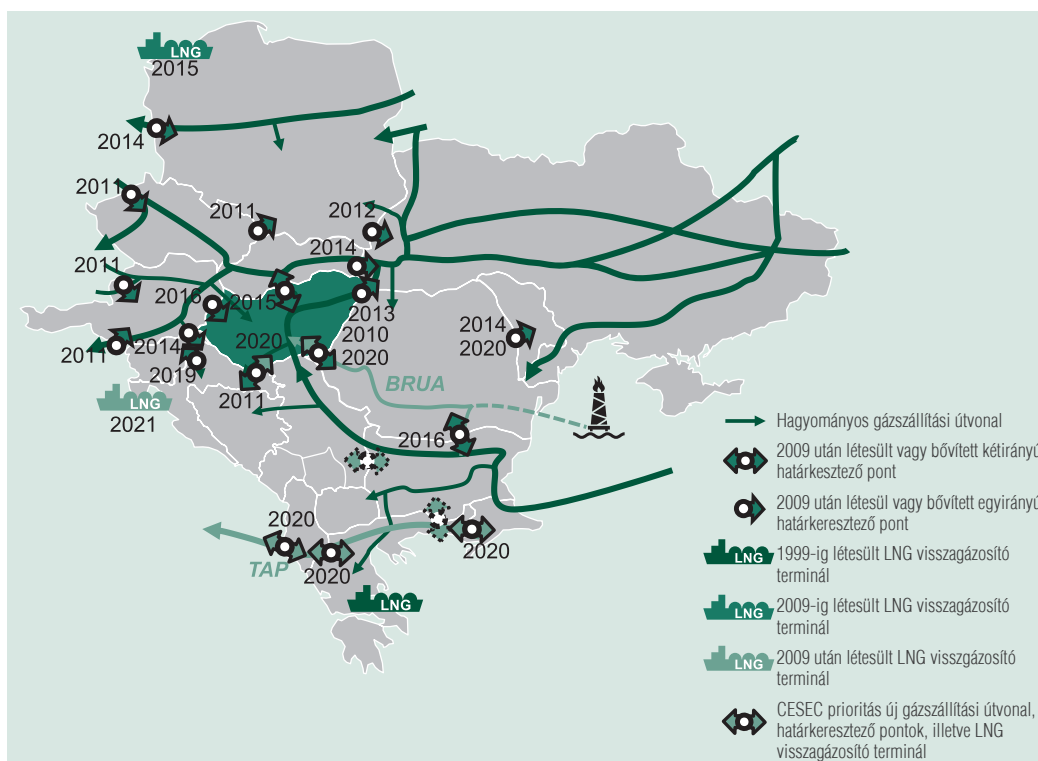 LNG
2015
2014
2011
2011
2012
2014
2011
2016
2015
2013
2010
2014
2020
2011
2014
2019
2020
2020
2011
BRUA
LNG
2021
2016
2020
TAP
2020
2020
LNG
Hagyományos gázszállítási útvonal
2009 után létesült vagy bővített kétirányú
határkesztező pont
2009 után létesül vagy bővített egyirányú
határkeresztező pont
LNG
1999-ig létesült LNG visszagázosító
terminál
LNG
2009-ig létesült LNG visszagázosító
terminál
LNG
2009 után létesült LNG visszgázosító
terminál
CESEC prioritás új gázszállítási útvonal,
határkeresztező pontok, illetve LNG
visszagázosító terminál